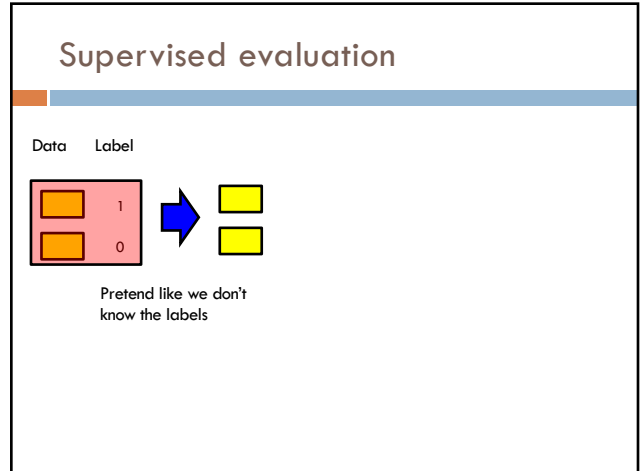 Supervised evaluation
Data Label
1
0
Pretend like we don't
know the labels